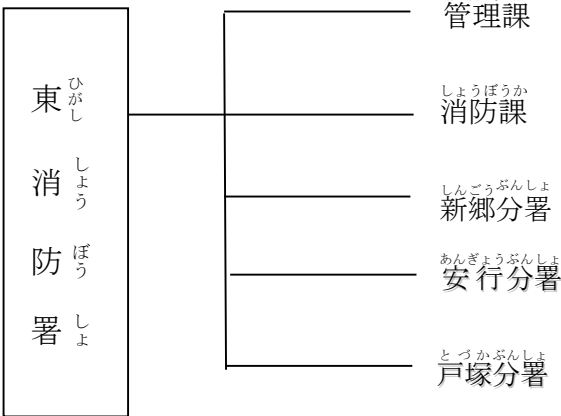 東消防署
ひがし
しょう
ぼう
しょ
管理課
しょうぼうか
消防課
しんごうぶんしょ
新郷分署
あんぎょうぶんしょ
安行分署
とづかぶんしょ
戸塚分署